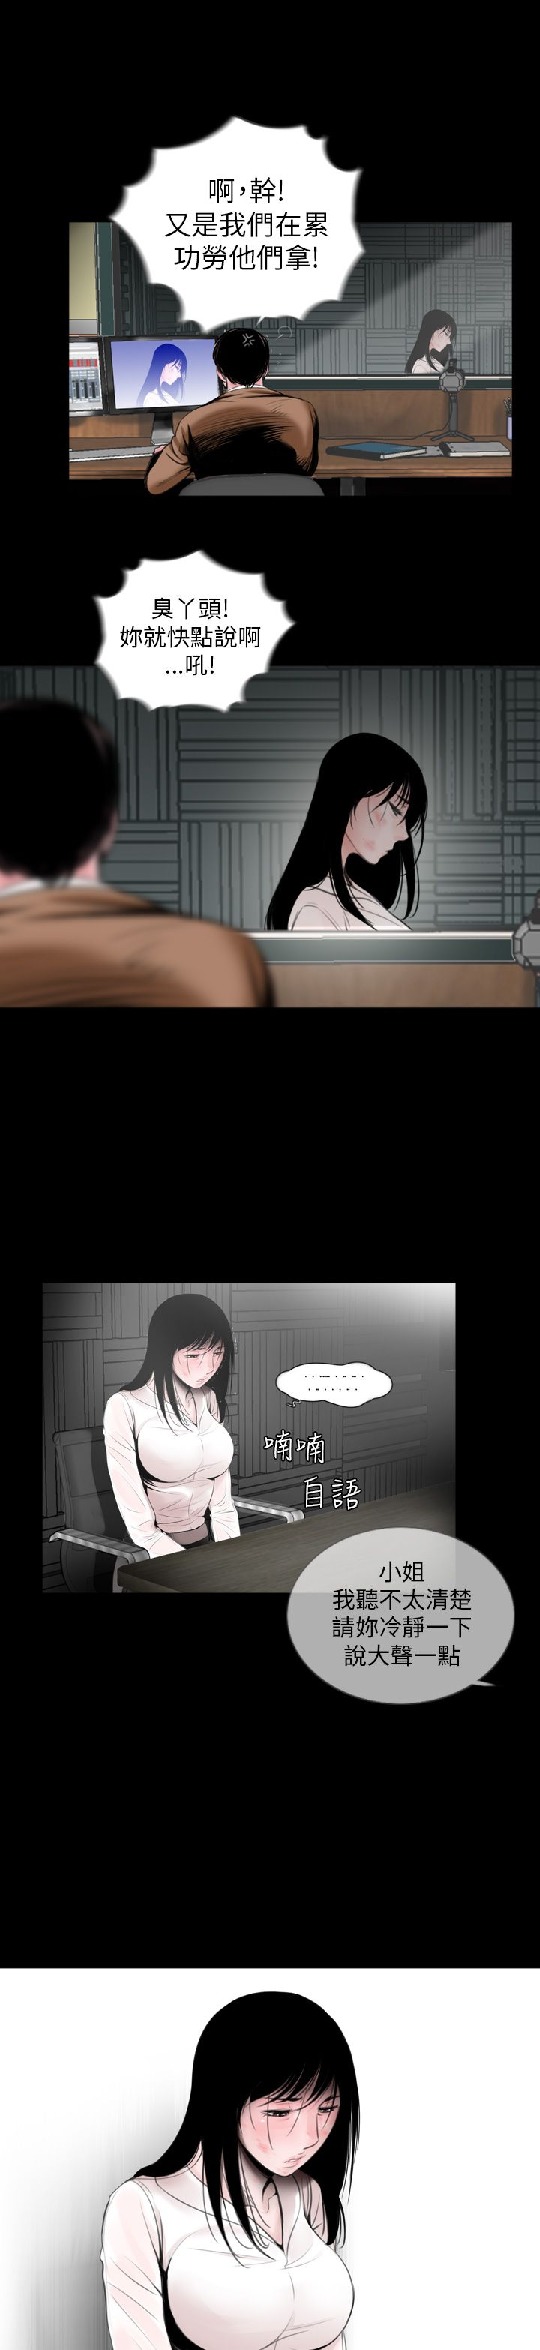 啊，幹!
又是我們在累
功勞他們拿!
臭丫頭!
妳就快點說啊
...吼!
喃喃
自語
小姐
我聽不太清楚
請妳冷靜一下
說大聲一點